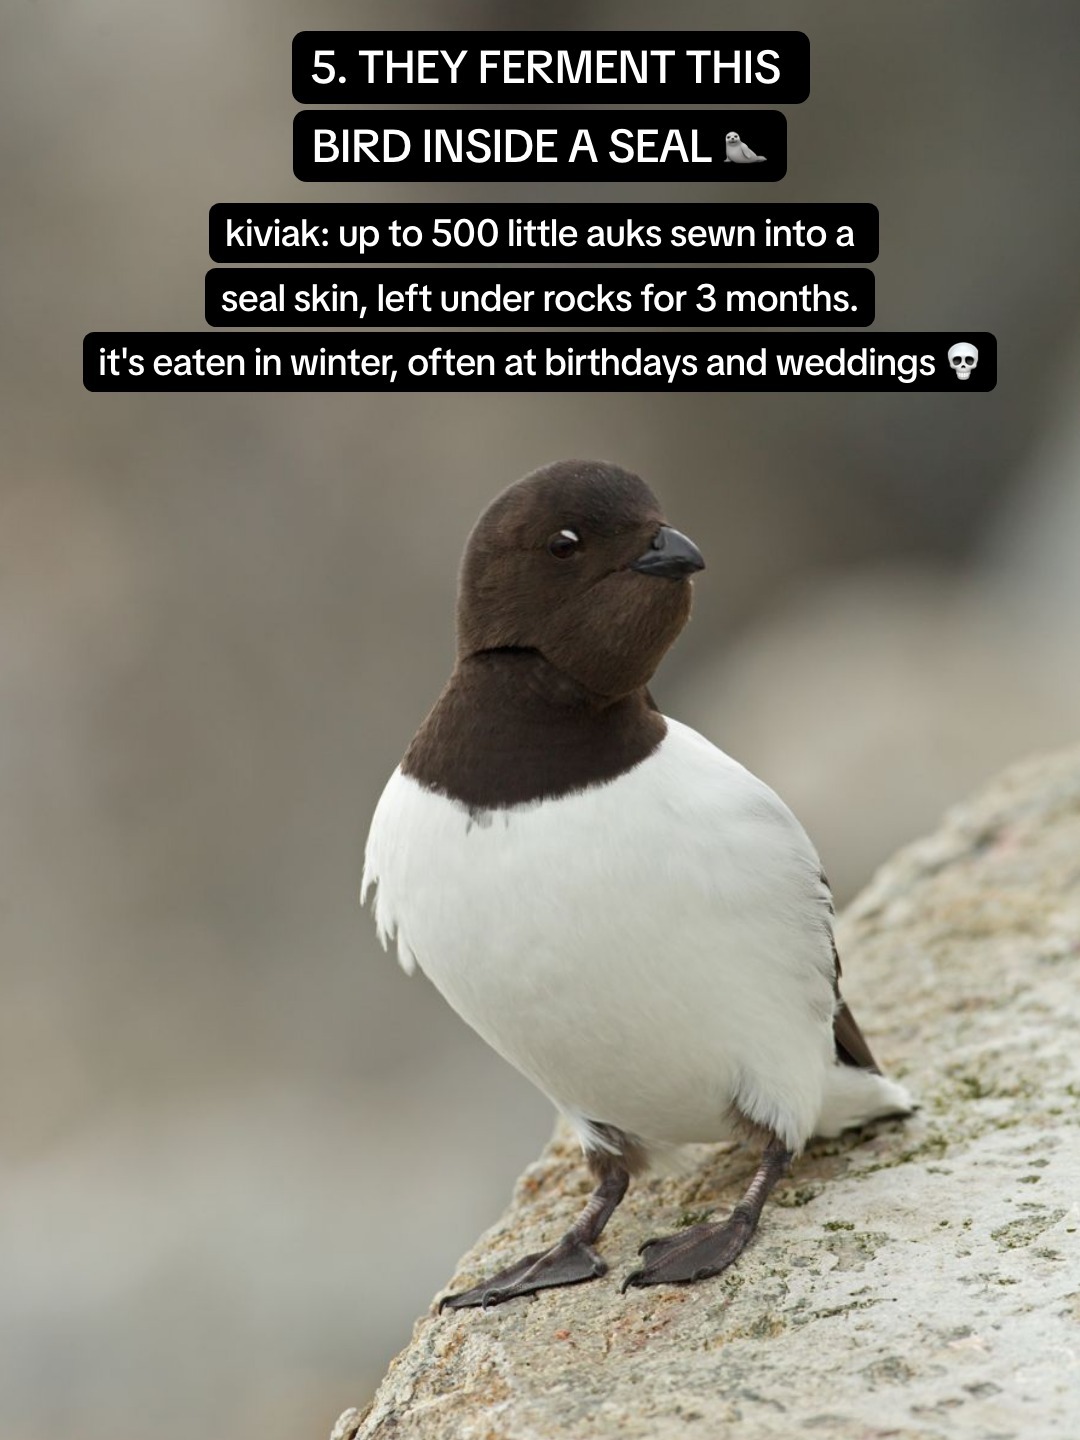 5. THEY FERMENT THIS
BIRD INSIDE A SEAL 🦭
kiviak: up to 500 little auks sewn into a
seal skin, left under rocks for 3 months.
it's eaten in winter, often at birthdays and weddings 💀